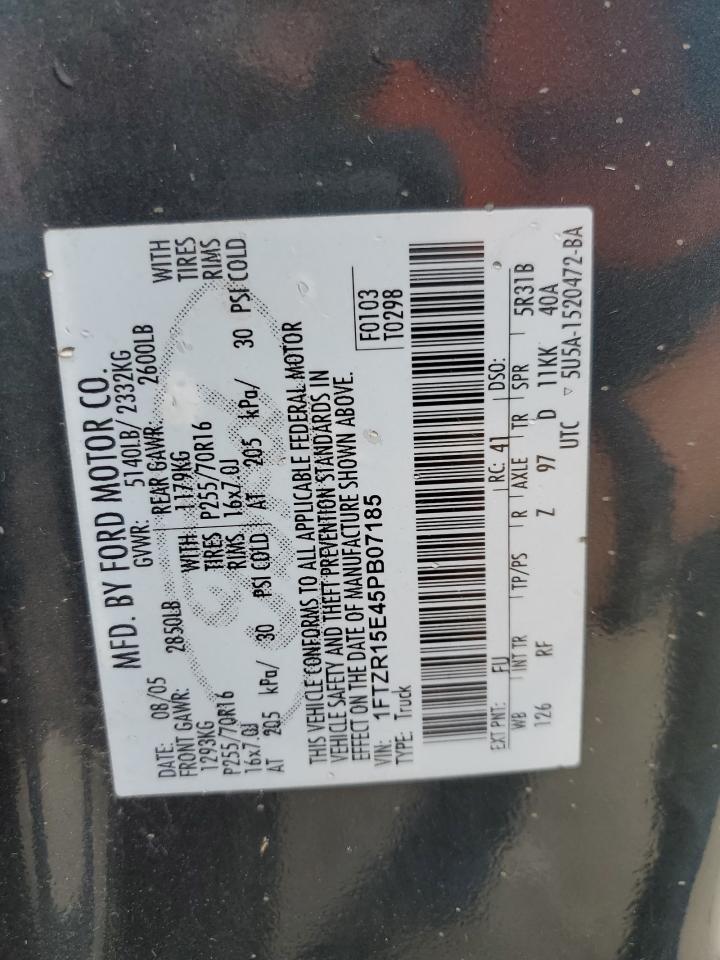 MFD. BY FORD MOTOR CO.
DATE: 08/05 GVWR: 5140LB/ 2332KG
FRONT GAWR: 2850LB REAR GAWR: 2600LB
1293KG WITH 1179KG WITH
P255/70R16 TIRES P255/70R16 TIRES
16x7.0J RIMS 16x7.0J RIMS
AT 205 kPa/ 30 PSI COLD AT 205 kPa/ 30 PSI COLD
THIS VEHICLE CONFORMS TO ALL APPLICABLE FEDERAL MOTOR
VEHICLE SAFETY AND THEFT PREVENTION STANDARDS IN
EFFECT ON THE DATE OF MANUFACTURE SHOWN ABOVE.
VIN: 1FTZR15E45PB07185 F0103
TYPE: Truck T0298
EXT PNT: FU RC: 41 DSO:
WB INT TR TP/PS R AXLE TR SPR 5R31B
126 RF Z 97 D 11KK 40A
UTC ▽ 5U5A-1520472-BA